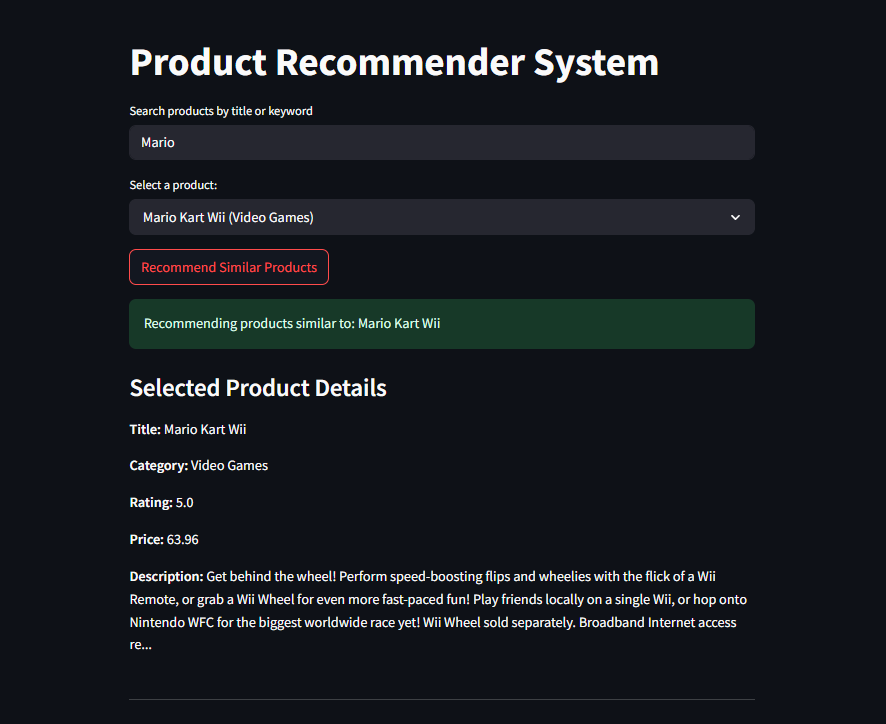 Product Recommender System
Search products by title or keyword
Mario
Select a product:
Mario Kart Wii (Video Games)
Recommend Similar Products
Recommending products similar to: Mario Kart Wii
Selected Product Details
Title: Mario Kart Wii
Category: Video Games
Rating: 5.0
Price: 63.96
Description: Get behind the wheel! Perform speed-boosting flips and wheelies with the flick of a Wii
Remote, or grab a Wii Wheel for even more fast-paced fun! Play friends locally on a single Wii, or hop onto
Nintendo WFC for the biggest worldwide race yet! Wii Wheel sold separately. Broadband Internet access
re...